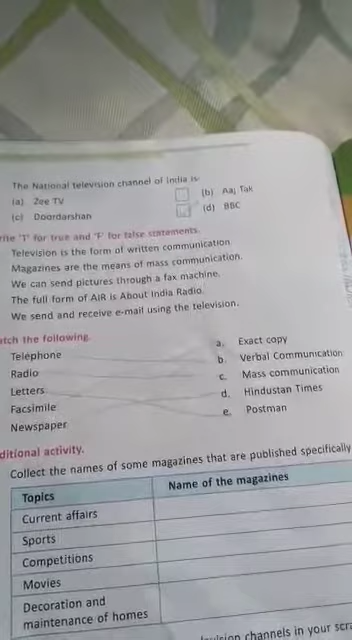 The National television channel of India is
(a) Zee TV
(b) Aaj Tak
(c) Doordarshan
(d) BBC
rite 'T' for true and 'F' for false statements.
Television is the form of written communication
Magazines are the means of mass communication.
We can send pictures through a fax machine.
The full form of AIR is About India Radio.
We send and receive e-mail using the television.
atch the following.
Telephone
a. Exact copy
Radio
b. Verbal Communication
Letters
c. Mass communication
Facsimile
d. Hindustan Times
Newspaper
e. Postman
ditional activity.
Collect the names of some magazines that are published specifically
Topics
Name of the magazines
Current affairs
Sports
Competitions
Movies
Decoration and
maintenance of homes
channels in your